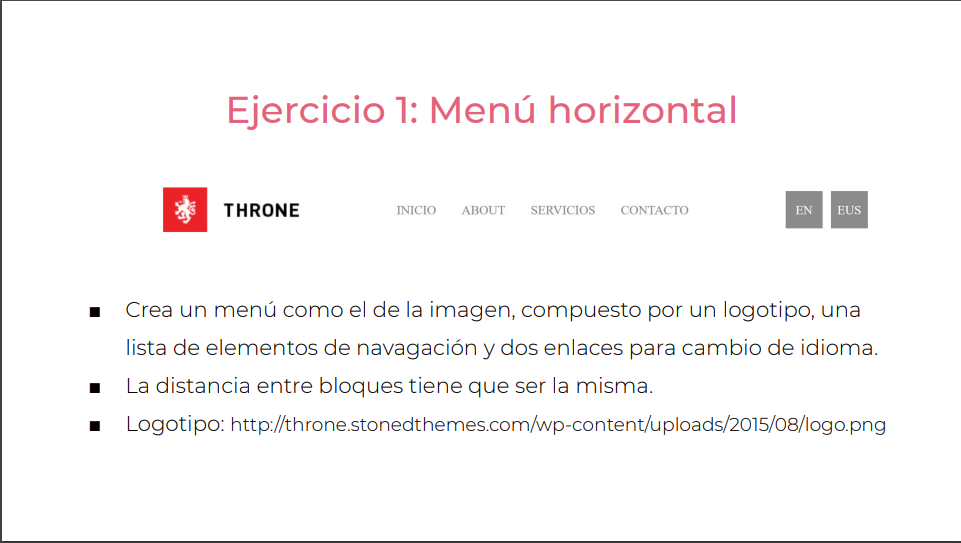 Ejercicio 1: Menú horizontal
THRONE INICIO ABOUT SERVICIOS CONTACTO EN EUS
■ Crea un menú como el de la imagen, compuesto por un logotipo, una
lista de elementos de navagación y dos enlaces para cambio de idioma.
■ La distancia entre bloques tiene que ser la misma.
■ Logotipo: http://throne.stonedthemes.com/wp-content/uploads/2015/08/logo.png